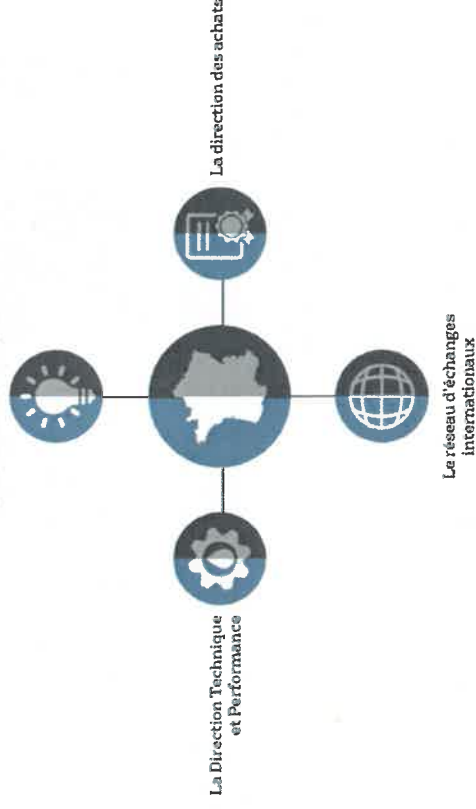 La Direction Technique
et Performance
La direction des achats
Le réseau d'échanges
internationaux